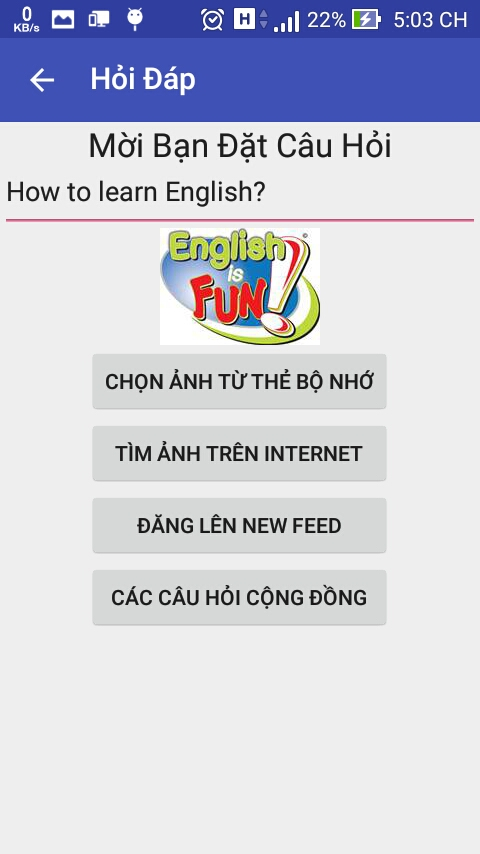 0
KB/s
H
22%
5:03 CH
Hỏi Đáp
Mời Bạn Đặt Câu Hỏi
How to learn English?
English
is
FUN!
©
CHỌN ẢNH TỪ THẺ BỘ NHỚ
TÌM ẢNH TRÊN INTERNET
ĐĂNG LÊN NEW FEED
CÁC CÂU HỎI CỘNG ĐỒNG